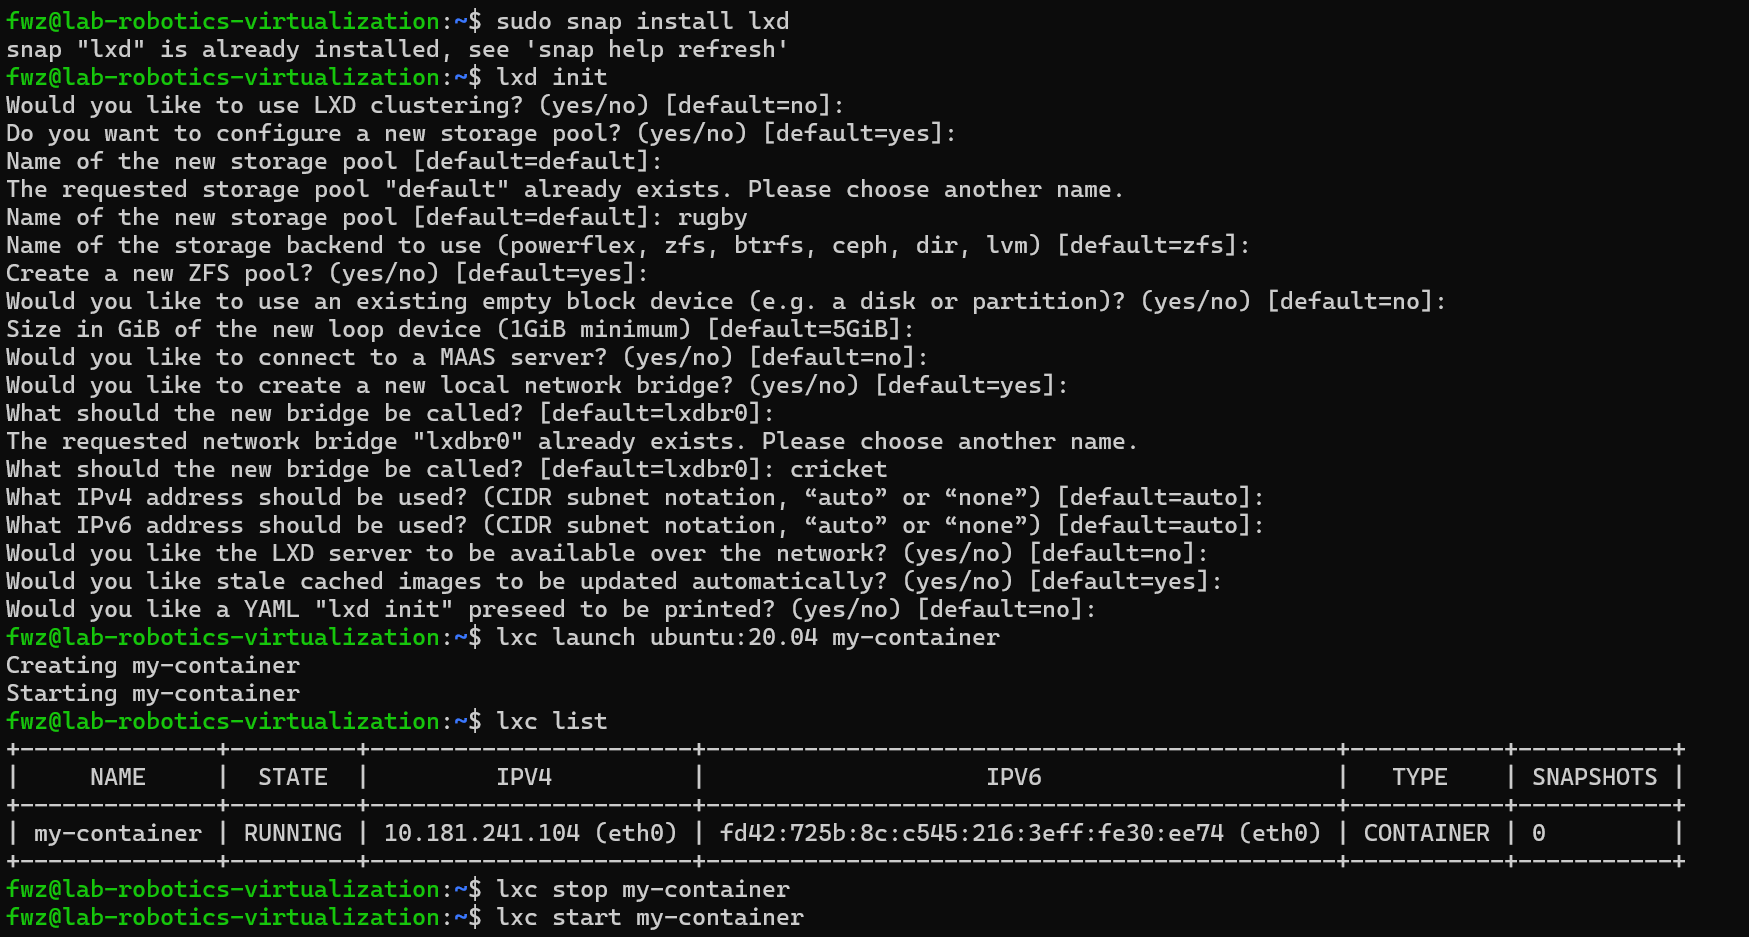 fwz@lab-robotics-virtualization:~$ sudo snap install lxd
snap "lxd" is already installed, see 'snap help refresh'
fwz@lab-robotics-virtualization:~$ lxd init
Would you like to use LXD clustering? (yes/no) [default=no]:
Do you want to configure a new storage pool? (yes/no) [default=yes]:
Name of the new storage pool [default=default]:
The requested storage pool "default" already exists. Please choose another name.
Name of the new storage pool [default=default]: rugby
Name of the storage backend to use (powerflex, zfs, btrfs, ceph, dir, lvm) [default=zfs]:
Create a new ZFS pool? (yes/no) [default=yes]:
Would you like to use an existing empty block device (e.g. a disk or partition)? (yes/no) [default=no]:
Size in GiB of the new loop device (1GiB minimum) [default=5GiB]:
Would you like to connect to a MAAS server? (yes/no) [default=no]:
Would you like to create a new local network bridge? (yes/no) [default=yes]:
What should the new bridge be called? [default=lxdbr0]:
The requested network bridge "lxdbr0" already exists. Please choose another name.
What should the new bridge be called? [default=lxdbr0]: cricket
What IPv4 address should be used? (CIDR subnet notation, “auto” or “none”) [default=auto]:
What IPv6 address should be used? (CIDR subnet notation, “auto” or “none”) [default=auto]:
Would you like the LXD server to be available over the network? (yes/no) [default=no]:
Would you like stale cached images to be updated automatically? (yes/no) [default=yes]:
Would you like a YAML "lxd init" preseed to be printed? (yes/no) [default=no]:
fwz@lab-robotics-virtualization:~$ lxc launch ubuntu:20.04 my-container
Creating my-container
Starting my-container
fwz@lab-robotics-virtualization:~$ lxc list
+--------------+---------+-----------------------+---------------------------------------------+-----------+-----------+
|     NAME     |  STATE  |         IPV4          |                    IPV6                     |   TYPE    | SNAPSHOTS |
+--------------+---------+-----------------------+---------------------------------------------+-----------+-----------+
| my-container | RUNNING | 10.181.241.104 (eth0) | fd42:725b:8c:c545:216:3eff:fe30:ee74 (eth0) | CONTAINER | 0         |
+--------------+---------+-----------------------+---------------------------------------------+-----------+-----------+
fwz@lab-robotics-virtualization:~$ lxc stop my-container
fwz@lab-robotics-virtualization:~$ lxc start my-container